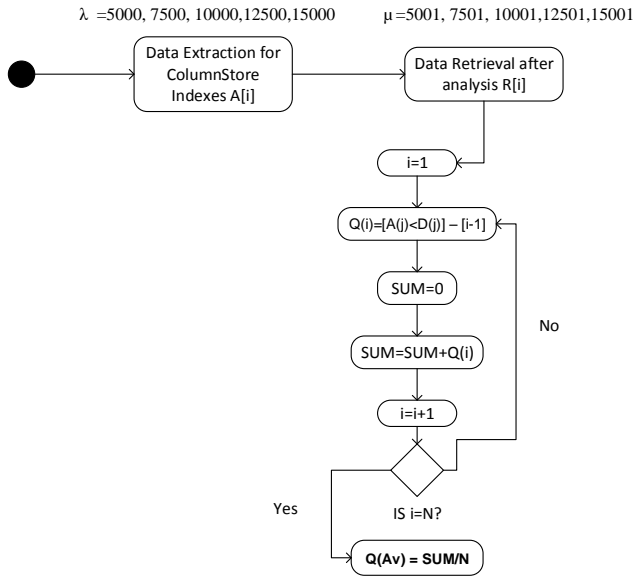 λ =5000, 7500, 10000,12500,15000
μ=5001, 7501, 10001,12501,15001
Data Extraction for
ColumnStore
Indexes A[i]
Data Retrieval after
analysis R[i]
i=1
Q(i)=[A(j)<D(j)] – [i-1]
SUM=0
No
SUM=SUM+Q(i)
i=i+1
Yes
IS i=N?
Q(Av) = SUM/N